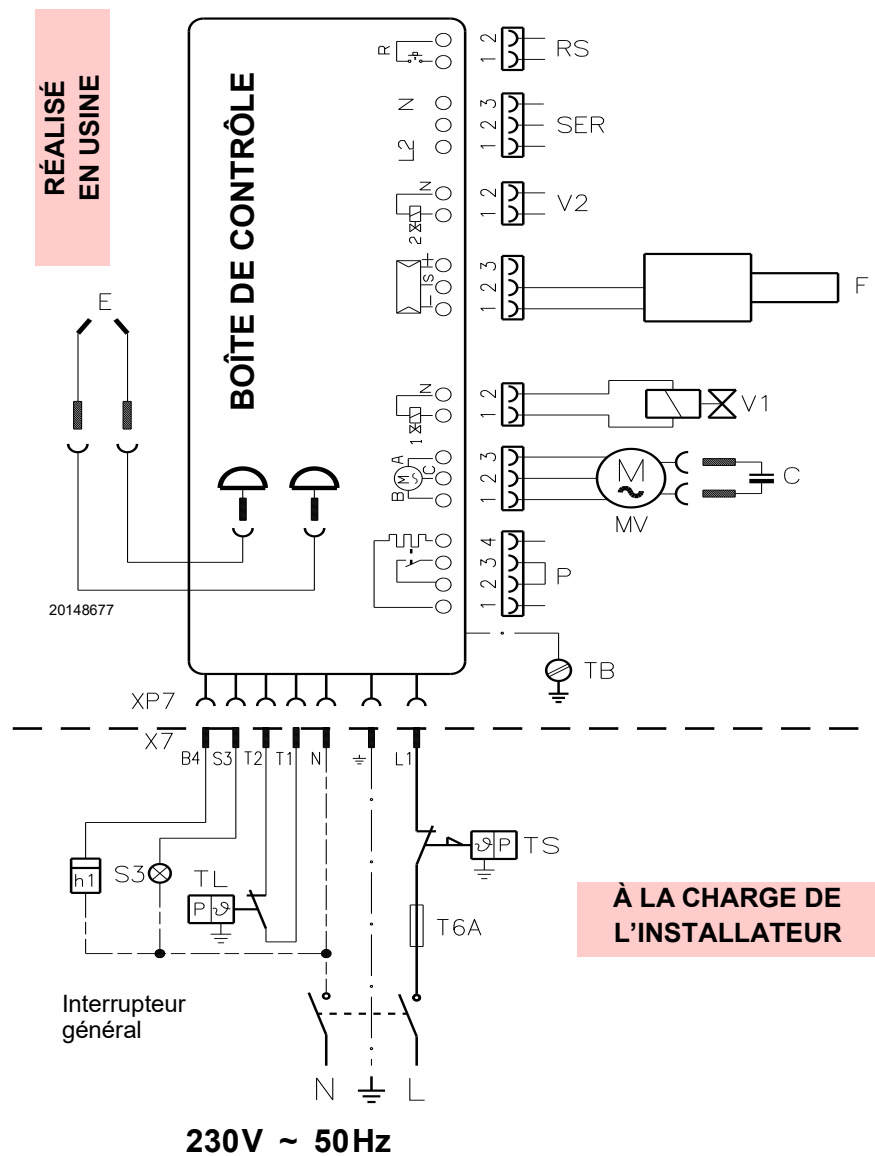 RÉALISÉ
EN USINE
BOÎTE DE CONTRÔLE
R
2
1
RS
N
L2
3
2
1
SER
N
2
2
1
V2
+
S
–
3
2
1
F
E
N
1
2
1
V1
A
M
C
B
3
2
1
M
MV
C
4
3
2
1
P
20148677
TB
XP7
X7
B4
S3
T2
T1
N
L1
h1
S3
TL
P
ϑ
ϑ
P
TS
T6A
À LA CHARGE DE
L'INSTALLATEUR
Interrupteur
général
N
L
230V ~ 50Hz